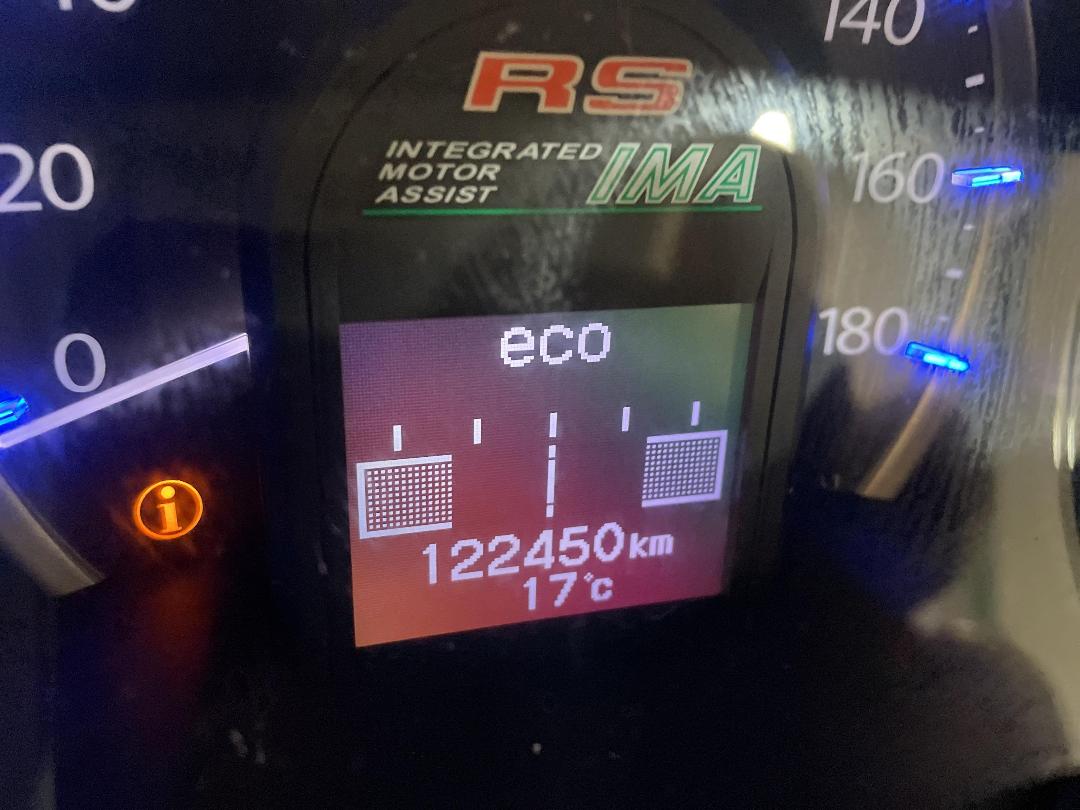 140
RS
INTEGRATED
MOTOR
ASSIST
IMA
20
160
eco
0
180
i
122450km
17°C